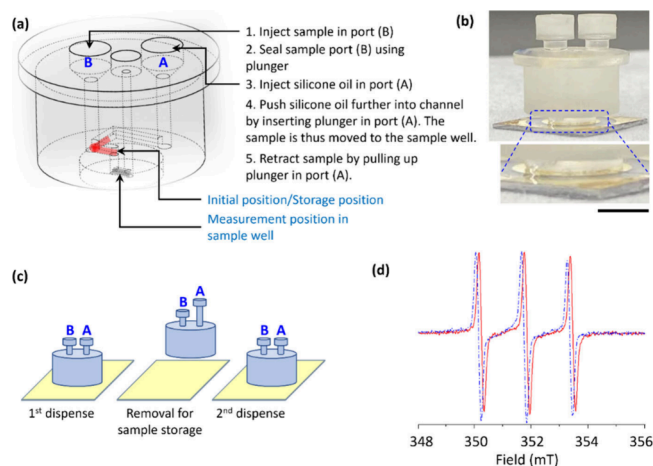 (a)
B
A
1. Inject sample in port (B)
2. Seal sample port (B) using
plunger
3. Inject silicone oil in port (A)
4. Push silicone oil further into channel
by inserting plunger in port (A). The
sample is thus moved to the sample well.
5. Retract sample by pulling up
plunger in port (A).
Initial position/Storage position
Measurement position in
sample well
(b)
(c)
B A
B A
B A
1st dispense
Removal for
sample storage
2nd dispense
(d)
348 350 352 354 356
Field (mT)